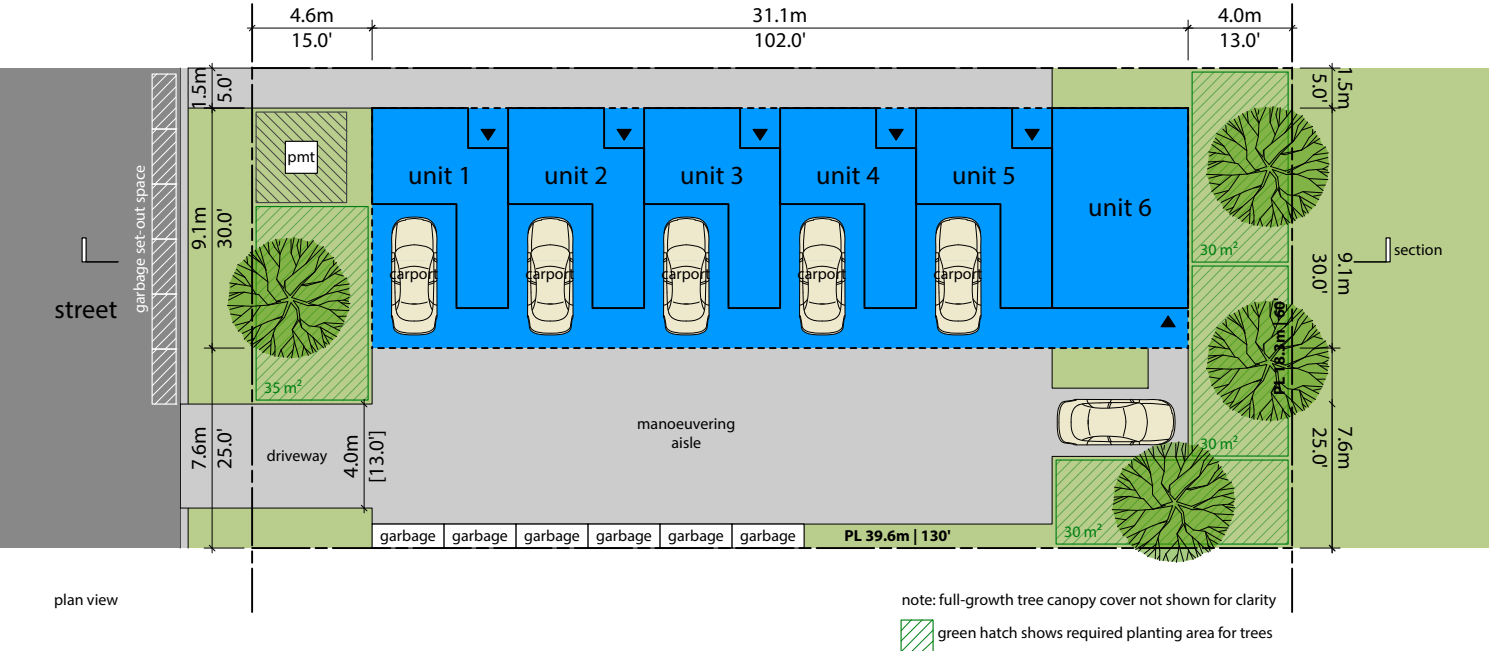 4.6m
15.0'
31.1m
102.0'
4.0m
13.0'
1.5m
5.0'
1.5m
5.0'
pmt
unit 1
unit 2
unit 3
unit 4
unit 5
unit 6
garbage set-out space
9.1m
30.0'
street
carport
carport
carport
carport
carport
30 m²
section
9.1m
30.0'
PL 18.3m | 60'
35 m²
manoeuvering
aisle
driveway
4.0m
[13.0']
7.6m
25.0'
30 m²
7.6m
25.0'
30 m²
garbage
garbage
garbage
garbage
garbage
garbage
PL 39.6m | 130'
plan view
note: full-growth tree canopy cover not shown for clarity
green hatch shows required planting area for trees